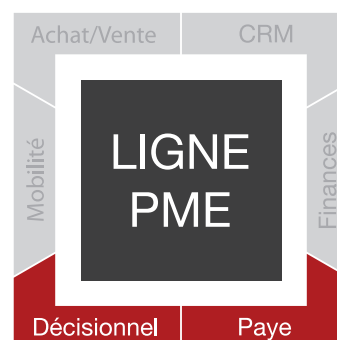 Achat/Vente
CRM
Mobilité
LIGNE
PME
Finances
Décisionnel
Paye